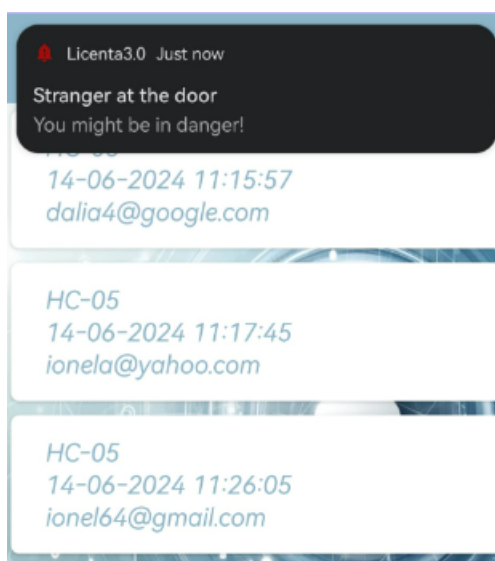 Licenta3.0 Just now
Stranger at the door
You might be in danger!
14-06-2024 11:15:57
dalia4@google.com
HC-05
14-06-2024 11:17:45
ionela@yahoo.com
HC-05
14-06-2024 11:26:05
ionel64@gmail.com